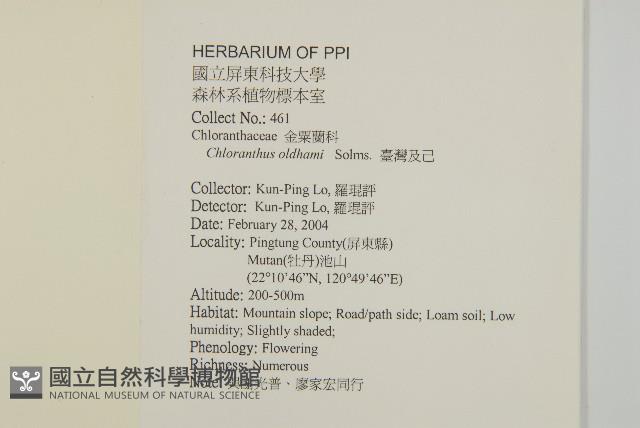 HERBARIUM OF PPI
國立屏東科技大學
森林系植物標本室
Collect No.: 461
Chloranthaceae 金粟蘭科
Chloranthus oldhami Solms. 臺灣及己
Collector: Kun-Ping Lo, 羅琨評
Detector: Kun-Ping Lo, 羅琨評
Date: February 28, 2004
Locality: Pingtung County(屏東縣)
Mutan(牡丹)池山
(22°10'46”N, 120°49'46”E)
Altitude: 200-500m
Habitat: Mountain slope; Road/path side; Loam soil; Low
humidity; Slightly shaded;
Phenology: Flowering
Richness: Numerous
Note: 光普、廖家宏同行
國立自然科學博物館
NATIONAL MUSEUM OF NATURAL SCIENCE